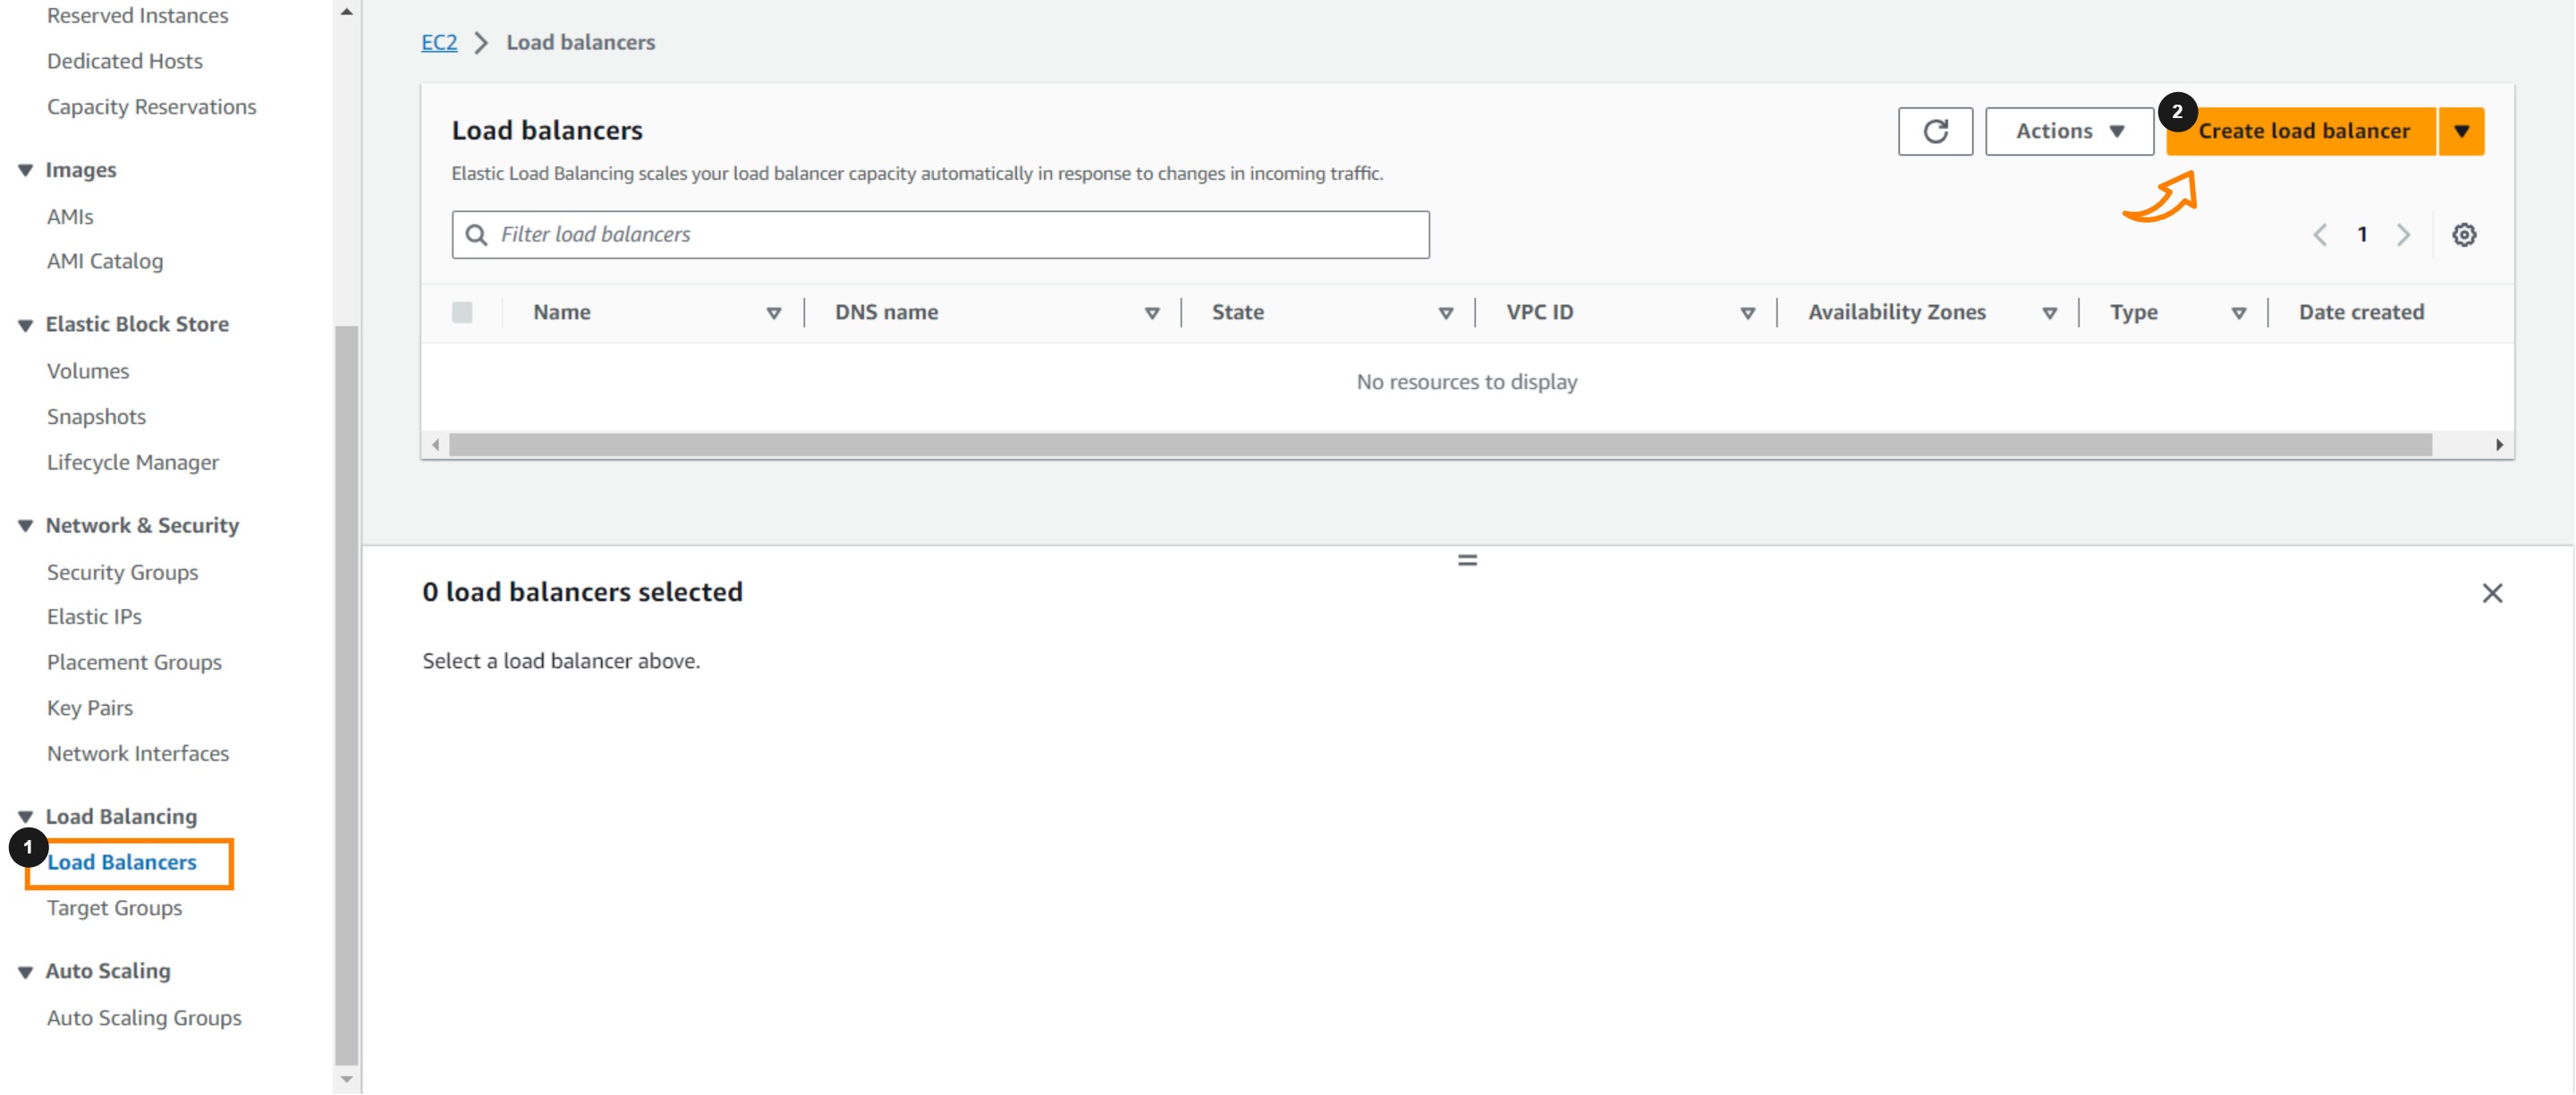 Reserved Instances
Dedicated Hosts
Capacity Reservations
Images
AMIs
AMI Catalog
Elastic Block Store
Volumes
Snapshots
Lifecycle Manager
Network & Security
Security Groups
Elastic IPs
Placement Groups
Key Pairs
Network Interfaces
Load Balancing
1
Load Balancers
Target Groups
Auto Scaling
Auto Scaling Groups
EC2 > Load balancers
Load balancers
Actions
2
Create load balancer
Elastic Load Balancing scales your load balancer capacity automatically in response to changes in incoming traffic.
Filter load balancers
1
Name DNS name State VPC ID Availability Zones Type Date created
No resources to display
0 load balancers selected
Select a load balancer above.